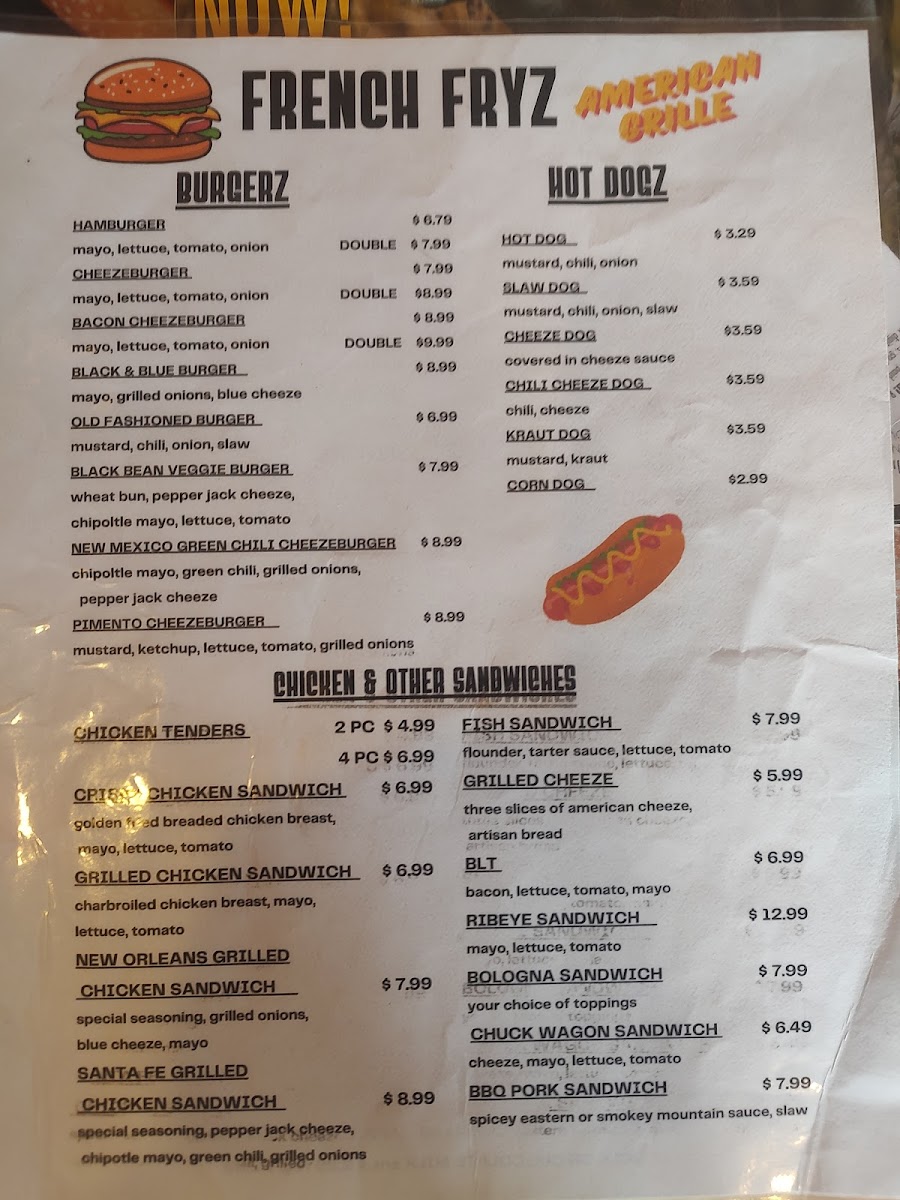 NOW!
FRENCH FRYZ
AMERICAN
GRILLE
BURGERZ
HAMBURGER $ 6.79
mayo, lettuce, tomato, onion DOUBLE $ 7.99
CHEEZEBURGER $ 7.99
mayo, lettuce, tomato, onion DOUBLE $8.99
BACON CHEEZEBURGER $ 8.99
mayo, lettuce, tomato, onion DOUBLE $9.99
BLACK & BLUE BURGER $ 8.99
mayo, grilled onions, blue cheeze
OLD FASHIONED BURGER $ 6.99
mustard, chili, onion, slaw
BLACK BEAN VEGGIE BURGER $ 7.99
wheat bun, pepper jack cheeze,
chipoltle mayo, lettuce, tomato
NEW MEXICO GREEN CHILI CHEEZEBURGER $ 8.99
chipoltle mayo, green chili, grilled onions,
pepper jack cheeze
PIMENTO CHEEZEBURGER $ 8.99
mustard, ketchup, lettuce, tomato, grilled onions
HOT DOGZ
HOT DOG $ 3.29
mustard, chili, onion
SLAW DOG $ 3.59
mustard, chili, onion, slaw
CHEEZE DOG $3.59
covered in cheeze sauce
CHILI CHEEZE DOG $3.59
chili, cheeze
KRAUT DOG $3.59
mustard, kraut
CORN DOG $2.99
CHICKEN & OTHER SANDWICHES
CHICKEN TENDERS 2 PC $ 4.99
4 PC $ 6.99
CRISPY CHICKEN SANDWICH $ 6.99
golden fried breaded chicken breast,
mayo, lettuce, tomato
GRILLED CHICKEN SANDWICH $ 6.99
charbroiled chicken breast, mayo,
lettuce, tomato
NEW ORLEANS GRILLED
CHICKEN SANDWICH $ 7.99
special seasoning, grilled onions,
blue cheeze, mayo
SANTA FE GRILLED
CHICKEN SANDWICH $ 8.99
special seasoning, pepper jack cheeze,
chipotle mayo, green chili, grilled onions
FISH SANDWICH $ 7.99
flounder, tarter sauce, lettuce, tomato
GRILLED CHEEZE $ 5.99
three slices of american cheeze,
artisan bread
BLT $ 6.99
bacon, lettuce, tomato, mayo
RIBEYE SANDWICH $ 12.99
mayo, lettuce, tomato
BOLOGNA SANDWICH $ 7.99
your choice of toppings
CHUCK WAGON SANDWICH $ 6.49
cheeze, mayo, lettuce, tomato
BBQ PORK SANDWICH $ 7.99
spicey eastern or smokey mountain sauce, slaw